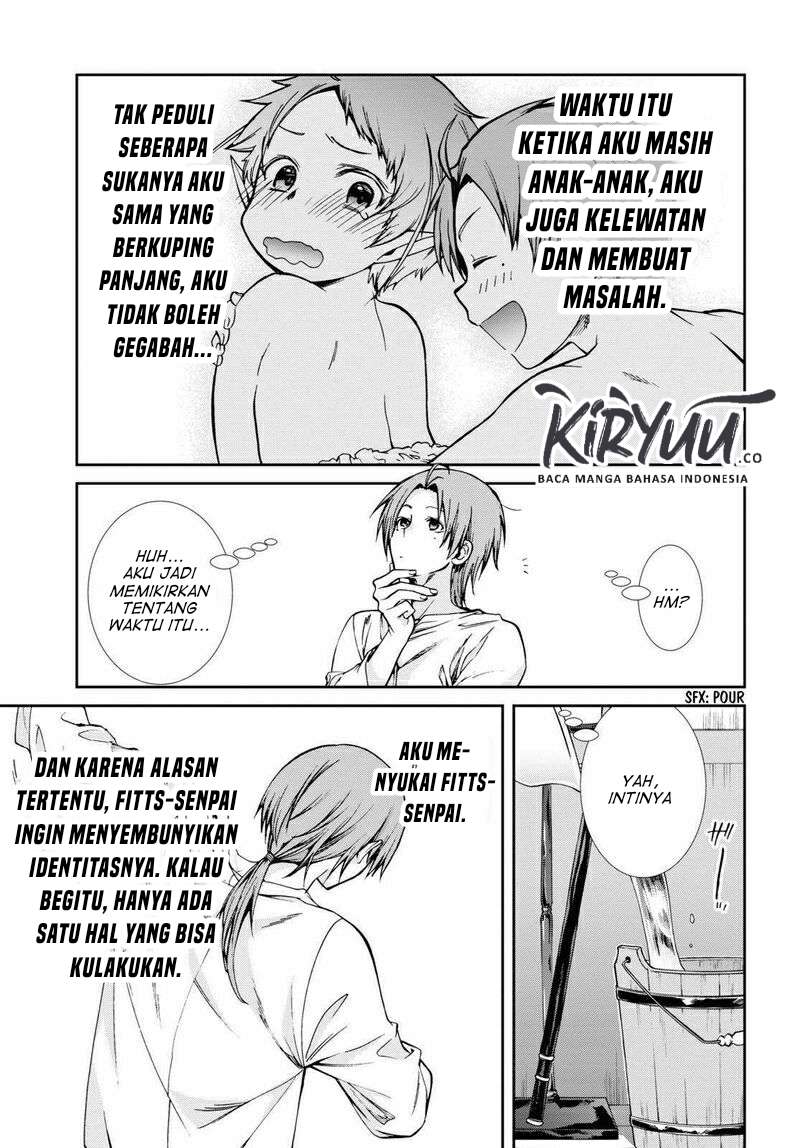 WAKTU ITU
KETIKA AKU MASIH
ANAK-ANAK, AKU
JUGA KELEWATAN
DAN MEMBUAT
MASALAH.
TAK PEDULI
SEBERAPA
SUKANYA AKU
SAMA YANG
BERKUPING
PANJANG, AKU
TIDAK BOLEH
GEGABAH...
KIRYUU.CO
BACA MANGA BAHASA INDONESIA
...
HM?
HUH...
AKU JADI
MEMIKIRKAN
TENTANG
WAKTU ITU...
SFX: POUR
YAH,
INTINYA
AKU ME-
NYUKAI FITTS-
SENPAI.
DAN KARENA ALASAN
TERTENTU, FITTS-SENPAI
INGIN MENYEMBUNYIKAN
IDENTITASNYA. KALAU
BEGITU, HANYA ADA
SATU HAL YANG BISA
KULAKUKAN.